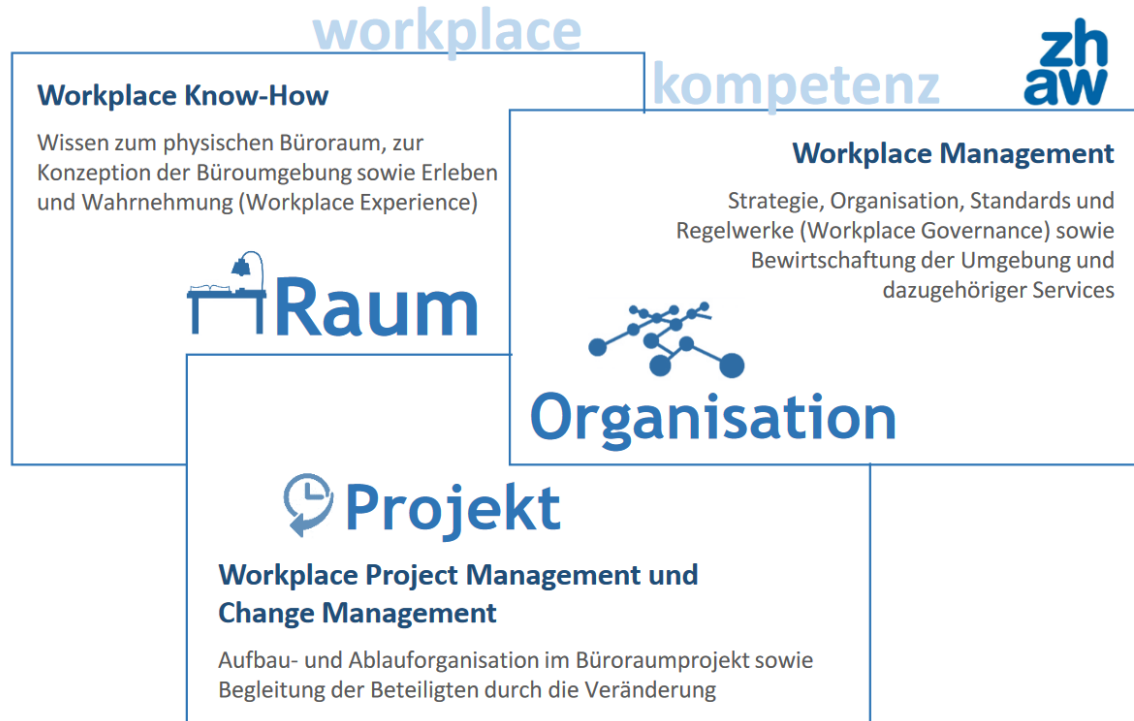 workplace
kompetenz
zh
aw
Workplace Know-How
Wissen zum physischen Büroraum, zur
Konzeption der Büroumgebung sowie Erleben
und Wahrnehmung (Workplace Experience)
Raum
Workplace Management
Strategie, Organisation, Standards und
Regelwerke (Workplace Governance) sowie
Bewirtschaftung der Umgebung und
dazugehöriger Services
Organisation
Projekt
Workplace Project Management und
Change Management
Aufbau- und Ablauforganisation im Büroraumprojekt sowie
Begleitung der Beteiligten durch die Veränderung